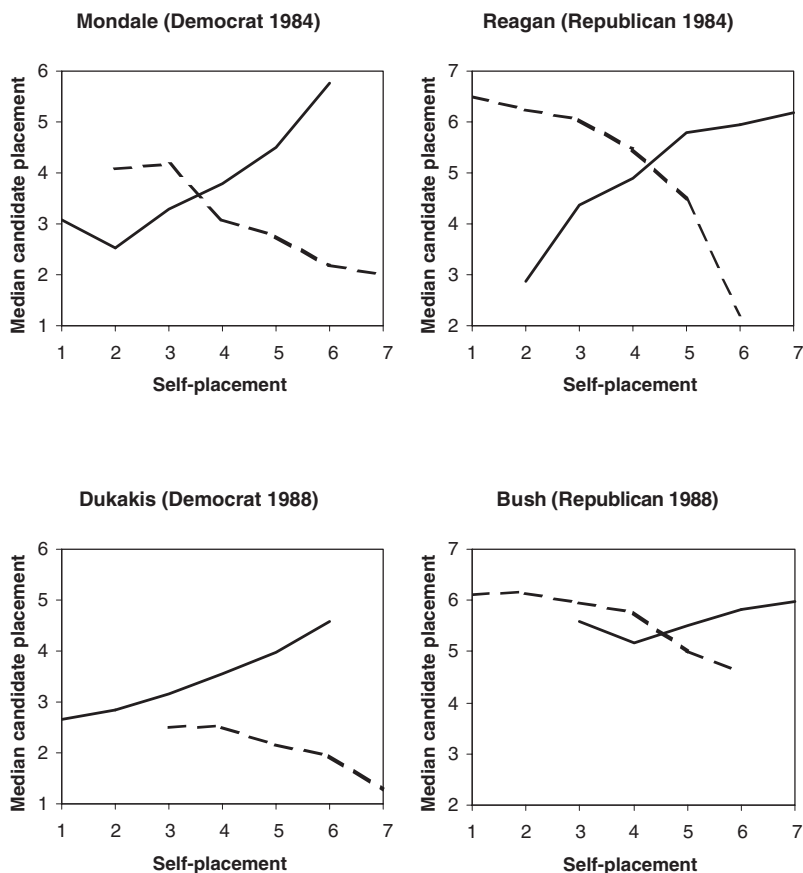 Mondale (Democrat 1984)
Median candidate placement
6
5
4
3
2
1
1 2 3 4 5 6 7
Self-placement
Reagan (Republican 1984)
Median candidate placement
7
6
5
4
3
2
1 2 3 4 5 6 7
Self-placement
Dukakis (Democrat 1988)
Median candidate placement
6
5
4
3
2
1
1 2 3 4 5 6 7
Self-placement
Bush (Republican 1988)
Median candidate placement
7
6
5
4
3
2
1 2 3 4 5 6 7
Self-placement